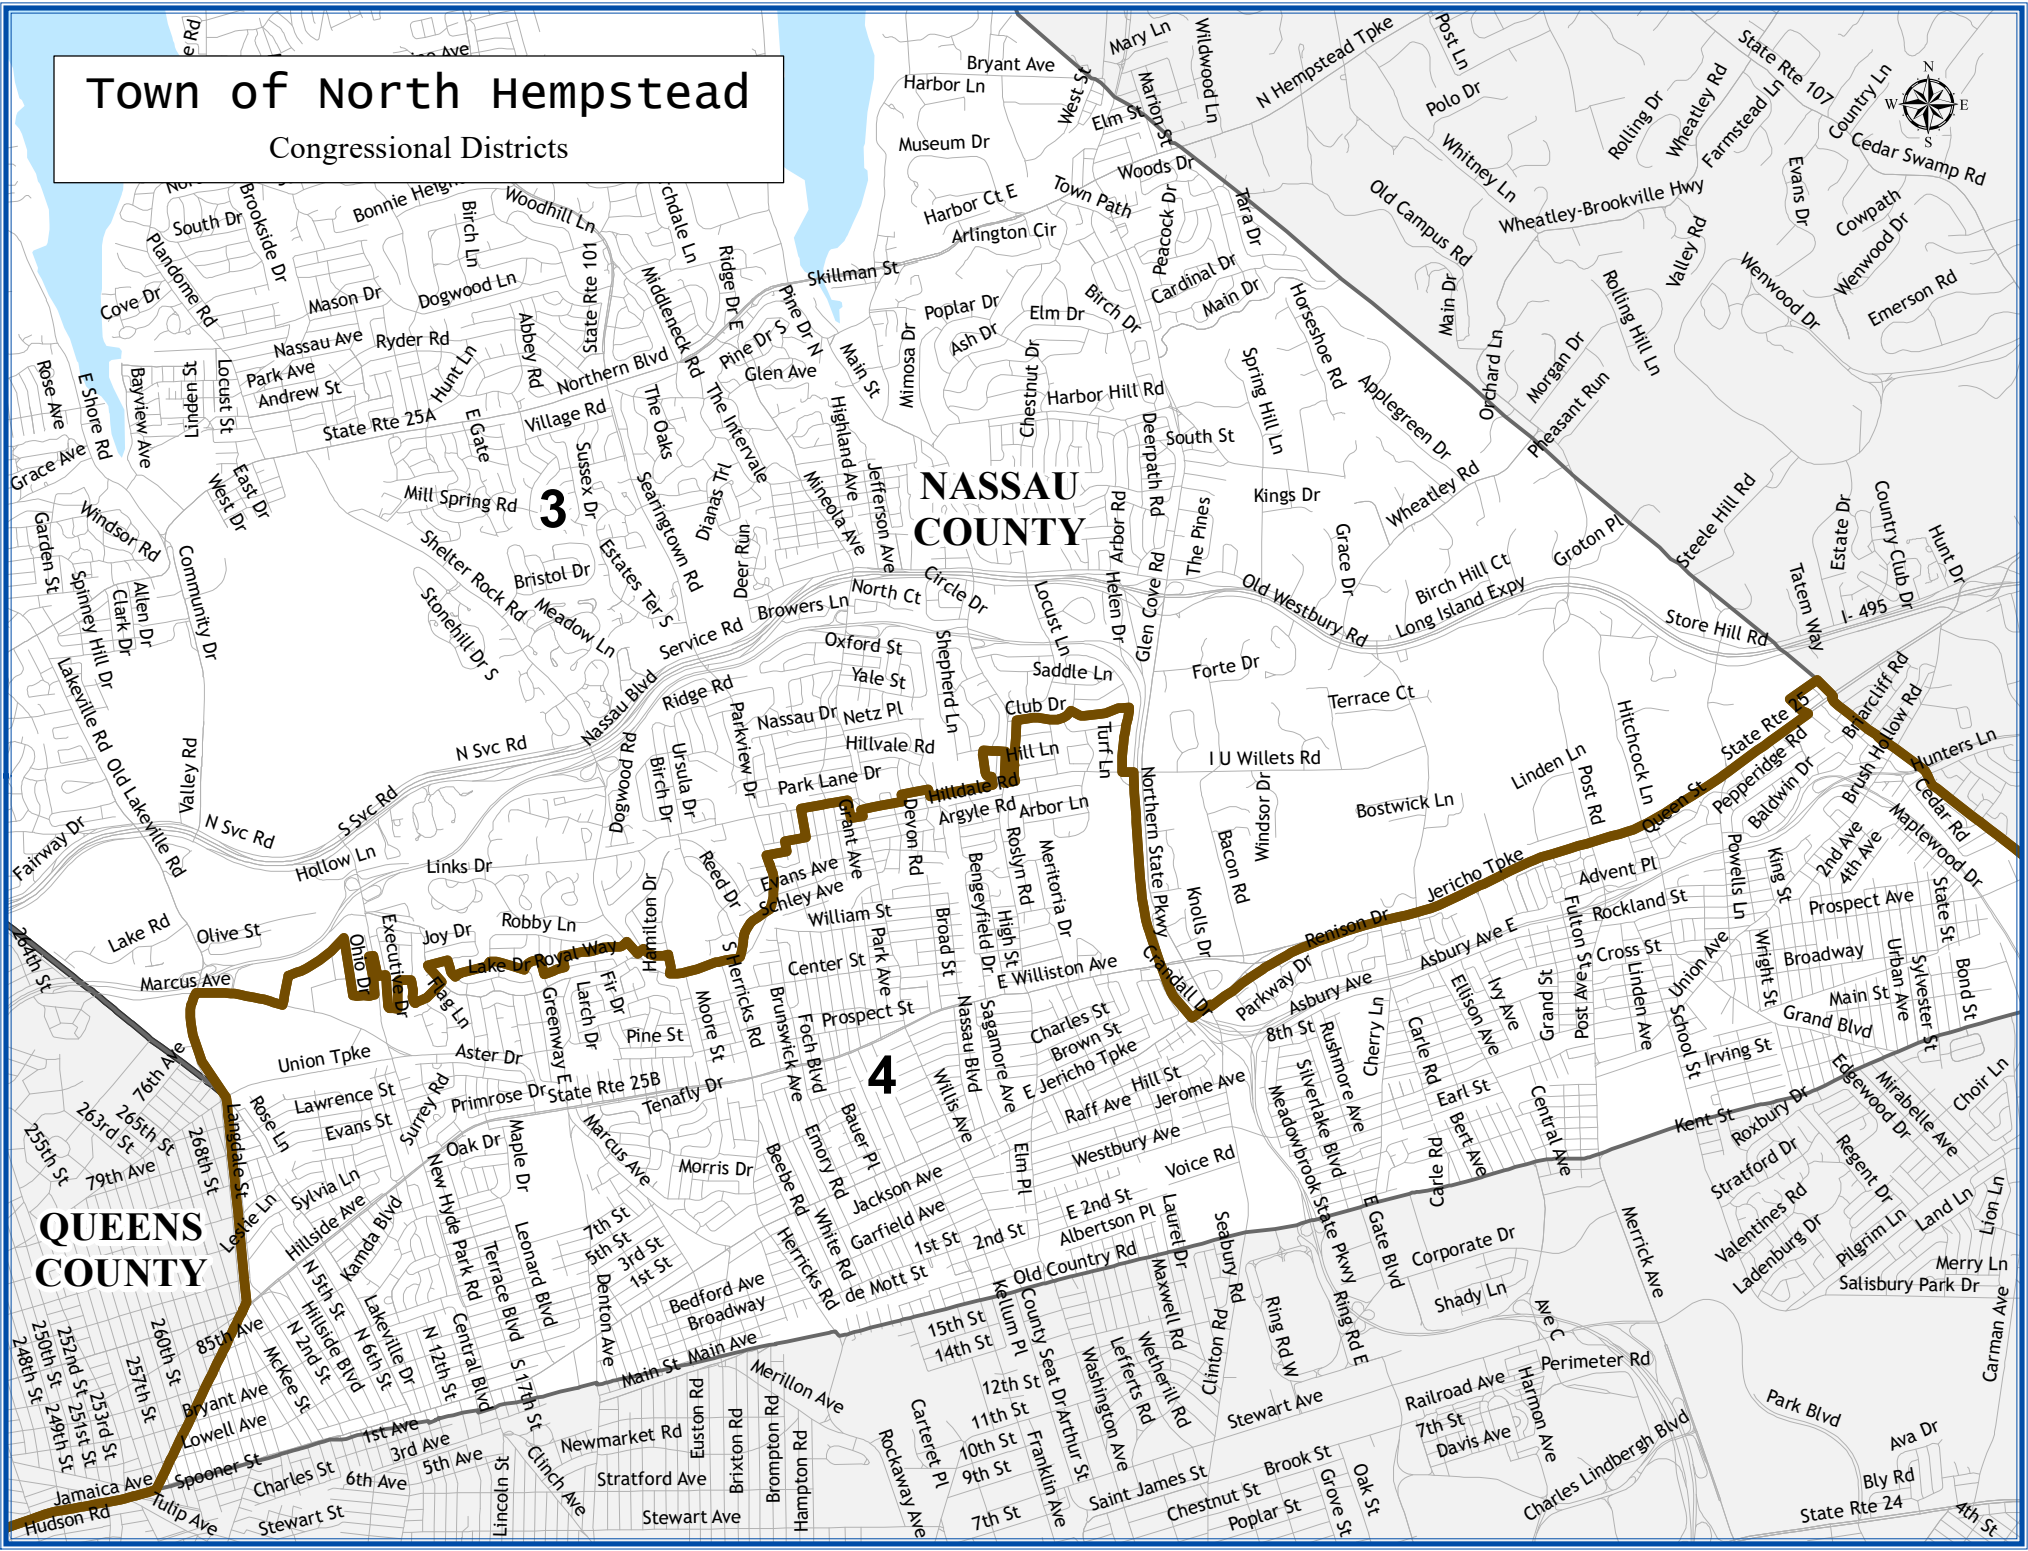 Town of North Hempstead
Congressional Districts
N
W
E
S
Bryant Ave
Harbor Ln
West St
Mary Ln
Wildwood Ln
N Hempstead Tpke
Post Ln
State Rte 107
Country Ln
Elm St
Marion St
Polo Dr
Rolling Dr
Wheatley Rd
Farmstead Ln
Cedar Swamp Rd
Museum Dr
Woods Dr
Whitney Ln
Evans Dr
South Dr
Brookside Dr
Bonnie Heigh
Birch Ln
Woodhill Ln
State Rte 101
chdale Ln
Harbor Ct E
Town Path
Arlington Cir
Peacock Dr
Tara Dr
Old Campus Rd
Wheatley-Brookville Hwy
Valley Rd
Cowpath
Wenwood Dr
Wenwood Dr
Emerson Rd
Plandome Rd
Cove Dr
Mason Dr
Dogwood Ln
Middleneck Rd
Ridge Dr E
Skillman St
Pine Dr N
Pine Dr S
Poplar Dr
Ash Dr
Elm Dr
Birch Dr
Cardinal Dr
Main Dr
Horseshoe Rd
Main Dr
Rolling Hill Ln
Nassau Ave
Ryder Rd
Abbey Rd
Hunt Ln
Northern Blvd
Park Ave
Andrew St
Glen Ave
Main St
Mimosa Dr
Chestnut Dr
Harbor Hill Rd
Spring Hill Ln
Applegreen Dr
Orchard Ln
Morgan Dr
Pheasant Run
Rose Ave
E Shore Rd
Bayview Ave
Linden St
Locust St
State Rte 25A
E Gate
Village Rd
The Oaks
The Intervale
Highland Ave
Deerpath Rd
South St
Grace Ave
East Dr
West Dr
Mill Spring Rd
3
Sussex Dr
Searingtown Rd
Dianas Trl
Mineola Ave
Jefferson Ave
NASSAU
COUNTY
Arbor Rd
The Pines
Kings Dr
Wheatley Rd
Steele Hill Rd
Estate Dr
Country Club Dr
Hunt Dr
Windsor Rd
Garden St
Community Dr
Shelter Rock Rd
Bristol Dr
Estates Ter S
Deer Run
Grace Dr
Groton Pl
Spinney Hill Dr
Clark Dr
Allen Dr
Stonehill Dr S
Meadow Ln
Service Rd
Browers Ln
North Ct
Circle Dr
Locust Ln
Helen Dr
Glen Cove Rd
Old Westbury Rd
Birch Hill Ct
Long Island Expy
Store Hill Rd
Tatem Way
I- 495
Lakeville Rd
Old Lakeville Rd
Nassau Blvd
Ridge Rd
Oxford St
Yale St
Shepherd Ln
Saddle Ln
Forte Dr
Terrace Ct
Briarcliff Rd
Brush Hollow Rd
Valley Rd
N Svc Rd
Parkview Dr
Nassau Dr
Netz Pl
Club Dr
Hillvale Rd
Hill Ln
Turf Ln
I U Willets Rd
Hitchcock Ln
State Rte 25
Pepperidge Rd
Hunters Ln
Dogwood Rd
Ursula Dr
Birch Dr
Park Lane Dr
Hilldale Rd
Argyle Rd
Arbor Ln
Northern State Pkwy
Windsor Dr
Bostwick Ln
Linden Ln
Post Rd
Queen St
Baldwin Dr
Cedar Rd
Maplewood Dr
Fairway Dr
N Svc Rd
S Svc Rd
Hollow Ln
Links Dr
Reed Dr
Evans Ave
Schley Ave
Grant Ave
Devon Rd
Bengeyfield Dr
Roslyn Rd
Meritoria Dr
Bacon Rd
Jericho Tpke
Advent Pl
Powells Ln
King St
2nd Ave
4th Ave
264th St
Lake Rd
Olive St
Marcus Ave
Ohio Dr
Executive Dr
Joy Dr
Robby Ln
Lake Dr
Royal Way
Hamilton Dr
William St
Park Ave
Broad St
High St
Center St
E Williston Ave
Knolls Dr
Crandall Dr
Renison Dr
Parkway Dr
Asbury Ave E
Asbury Ave
Fulton St
Rockland St
Cross St
Union Ave
Prospect Ave
State St
Broadway
Wright St
Urban Ave
Sylvester St
Bond St
Flag Ln
Greenway E
Larch Dr
Fir Dr
Pine St
Moore St
S Herricks Rd
Brunswick Ave
Foch Blvd
Prospect St
Nassau Blvd
Sagamore Ave
Charles St
Brown St
E Jericho Tpke
8th St
Rushmore Ave
Cherry Ln
Carle Rd
Ellison Ave
Ivy Ave
Grand St
Post Ave
Linden Ave
School St
Main St
Grand Blvd
Irving St
76th Ave
Union Tpke
Aster Dr
Primrose Dr
State Rte 25B
Tenafly Dr
4
Willis Ave
Hill St
Jerome Ave
Raff Ave
Silverlake Blvd
Meadowbrook State Pkwy
Earl St
Bert Ave
Central Ave
Kent St
Roxbury Dr
Edgewood Dr
Mirabelle Ave
Choir Ln
255th St
263rd St
265th St
79th Ave
268th St
Langdale St
Rose Ln
Lawrence St
Evans St
Surrey Rd
Oak Dr
Maple Dr
Marcus Ave
Morris Dr
Bauer Pl
Emory Rd
Beebe Rd
White Rd
Herricks Rd
Jackson Ave
Garfield Ave
Elm Pl
Westbury Ave
Voice Rd
Carle Rd
Stratford Dr
Regent Dr
Land Ln
Lion Ln
QUEENS
COUNTY
Leslie Ln
Sylvia Ln
Hillside Ave
Kamda Blvd
New Hyde Park Rd
Terrace Blvd
Leonard Blvd
7th St
5th St
3rd St
1st St
Denton Ave
Bedford Ave
Broadway
de Mott St
1st St
2nd St
E 2nd St
Albertson Pl
Old Country Rd
Laurel Dr
Seabury Rd
E Gate Blvd
Corporate Dr
Shady Ln
Merrick Ave
Valentines Rd
Ladenburg Dr
Pilgrim Ln
Merry Ln
Salisbury Park Dr
Carman Ave
248th St
250th St
252nd St
249th St
251st St
253rd St
257th St
260th St
85th Ave
N 5th St
Hillside Blvd
N 2nd St
N 6th St
Lakeville Dr
N 12th St
Central Blvd
McKee St
Bryant Ave
Lowell Ave
Spooner St
1st Ave
3rd Ave
5th Ave
6th Ave
S 17th St
Main St
Main Ave
Merillon Ave
15th St
14th St
Kellum Pl
County Seat Dr
12th St
11th St
10th St
9th St
7th St
Arthur St
Franklin Ave
Washington Ave
Lefferts Rd
Wetherill Rd
Maxwell Rd
Clinton Rd
Ring Rd W
Ring Rd E
Stewart Ave
Ave C
Perimeter Rd
Railroad Ave
7th St
Davis Ave
Harmon Ave
Charles Lindbergh Blvd
Park Blvd
Ava Dr
Bly Rd
State Rte 24
4th St
Jamaica Ave
Hudson Rd
Tulip Ave
Charles St
Stewart St
Lincoln St
Clinch Ave
Newmarket Rd
Stratford Ave
Stewart Ave
Euston Rd
Brixton Rd
Brompton Rd
Hampton Rd
Rockaway Ave
Carteret Pl
Saint James St
Chestnut St
Poplar St
Brook St
Grove St
Oak St